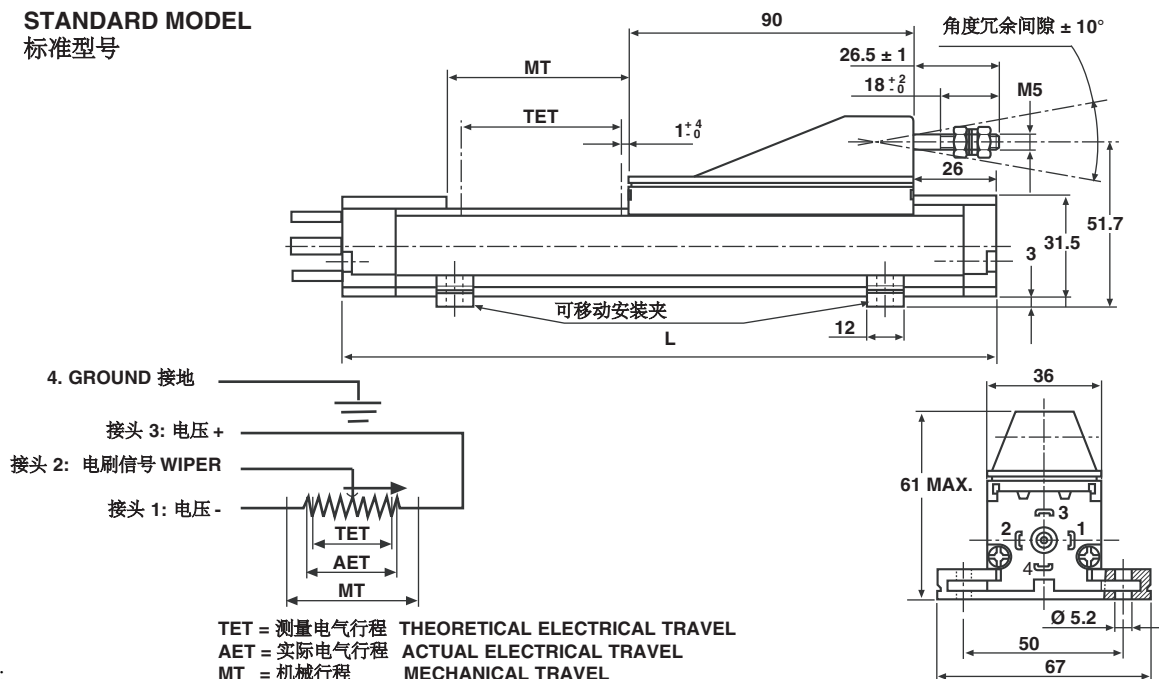 STANDARD MODEL
标准型号
90
角度冗余间隙 ± 10°
26.5 ± 1
MT
18 +2 -0
M5
TET
1 +4 -0
26
51.7
3
31.5
可移动安装夹
12
L
4. GROUND 接地
36
接头 3: 电压 +
接头 2: 电刷信号 WIPER
61 MAX.
接头 1: 电压 -
3
2
1
TET
4
AET
MT
Ø 5.2
TET = 测量电气行程 THEORETICAL ELECTRICAL TRAVEL
50
AET = 实际电气行程 ACTUAL ELECTRICAL TRAVEL
67
MT = 机械行程 MECHANICAL TRAVEL